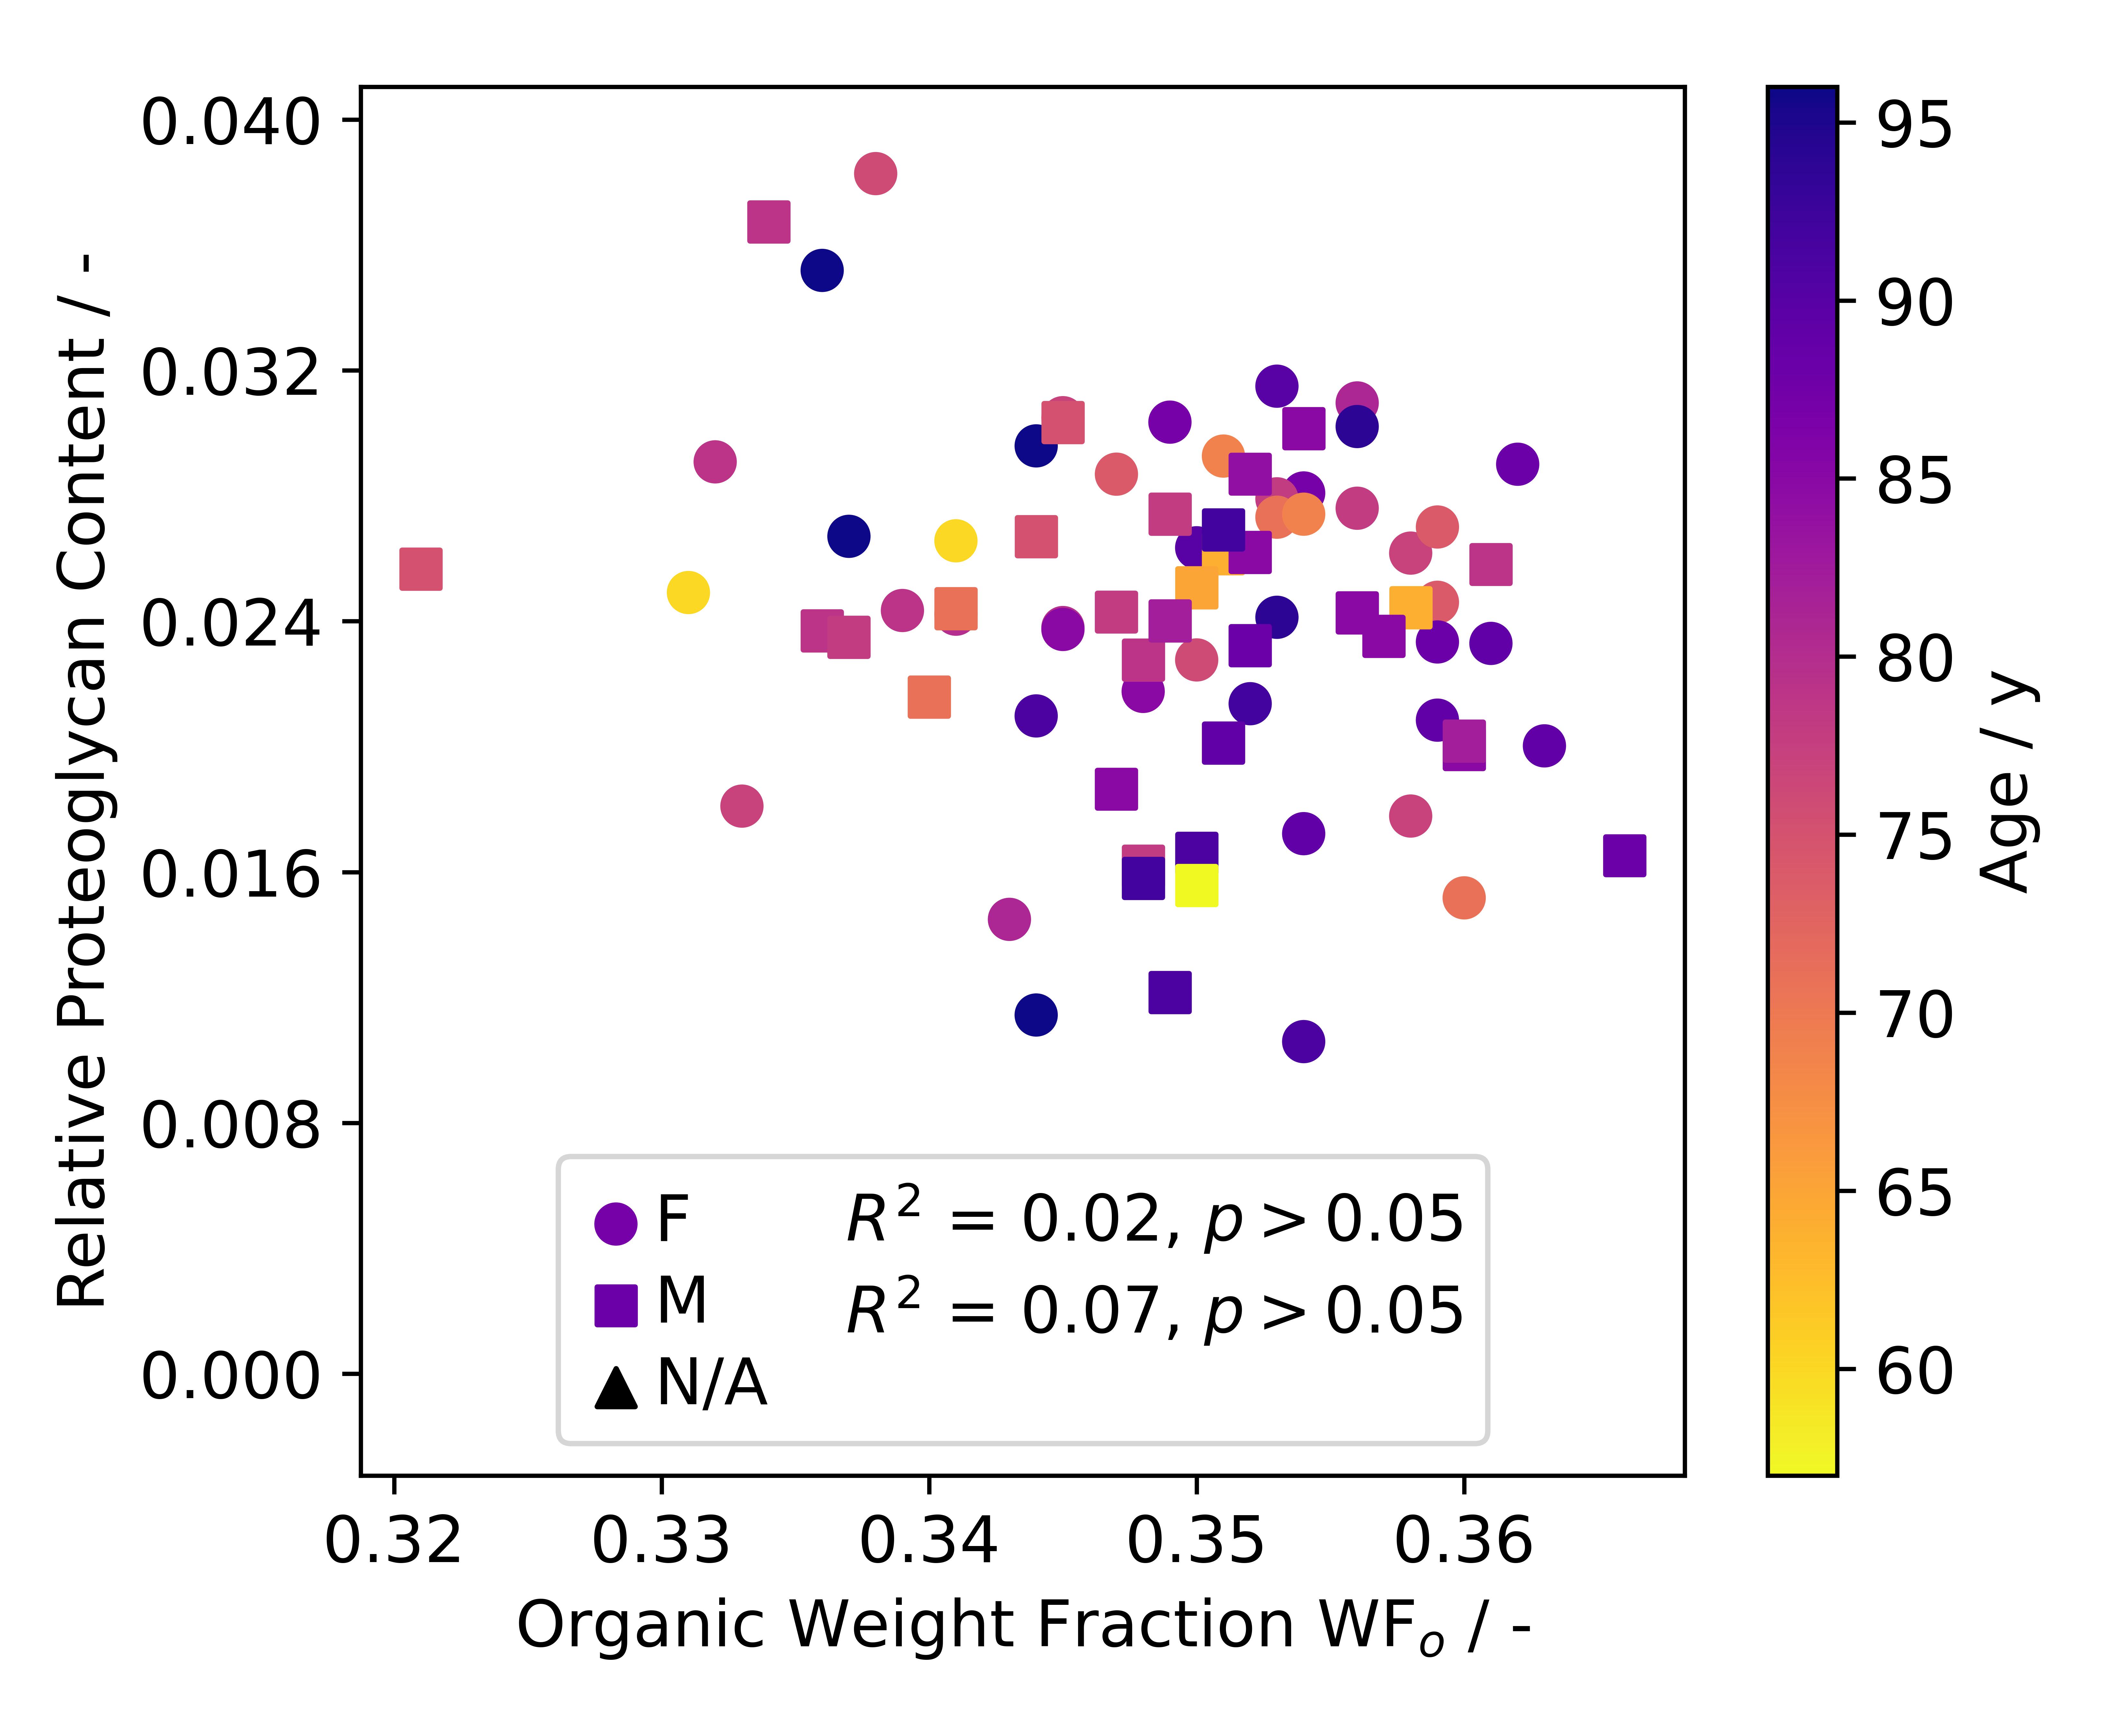 Relative Proteoglycan Content / -
0.040
0.032
0.024
0.016
0.008
0.000
F R² = 0.02, p > 0.05
M R² = 0.07, p > 0.05
N/A
0.32 0.33 0.34 0.35 0.36
Organic Weight Fraction WFₒ / -
95
90
85
80
75
70
65
60
Age / y